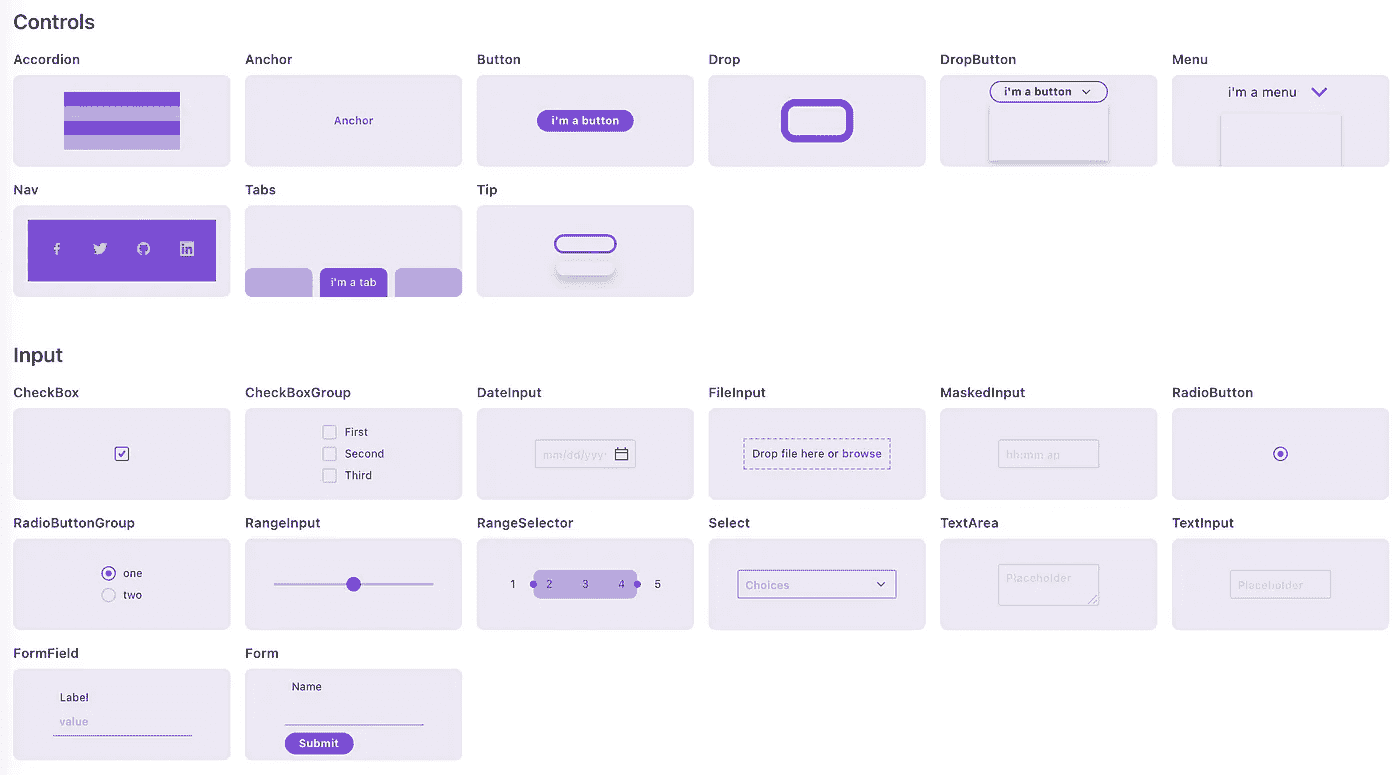 Controls
Accordion Anchor Button Drop DropButton Menu
Anchor i'm a button i'm a button i'm a menu
Nav Tabs Tip
i'm a tab
Input
CheckBox CheckBoxGroup DateInput FileInput MaskedInput RadioButton
First
Second
Third
mm/dd/yyy
Drop file here or browse
hh:mm ap
RadioButtonGroup RangeInput RangeSelector Select TextArea TextInput
one
two
1 2 3 4 5
Choices
Placeholder
Placeholder
FormField Form
Label
value
Name
Submit